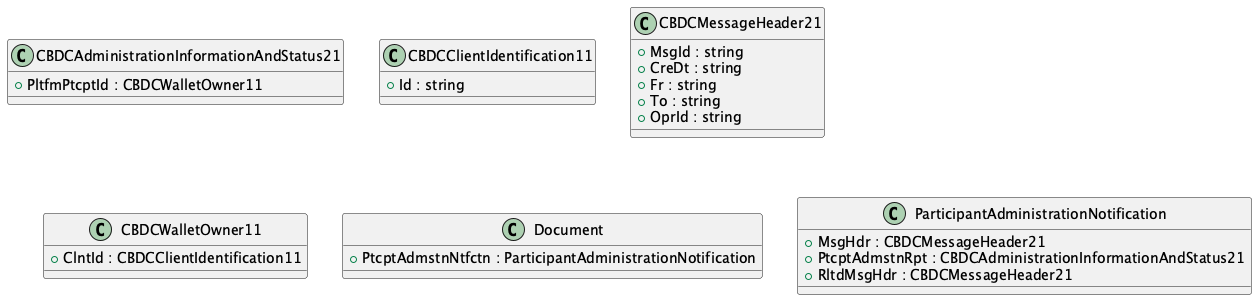 C CBDCAdministrationInformationAndStatus21
PltfmPtcptId : CBDCWalletOwner11
C CBDCClientIdentification11
Id : string
C CBDCMessageHeader21
MsgId : string
CreDt : string
Fr : string
To : string
OprId : string
C CBDCWalletOwner11
ClntId : CBDCClientIdentification11
C Document
PtcptAdmstnNtfctn : ParticipantAdministrationNotification
C ParticipantAdministrationNotification
MsgHdr : CBDCMessageHeader21
PtcptAdmstnRpt : CBDCAdministrationInformationAndStatus21
RltdMsgHdr : CBDCMessageHeader21